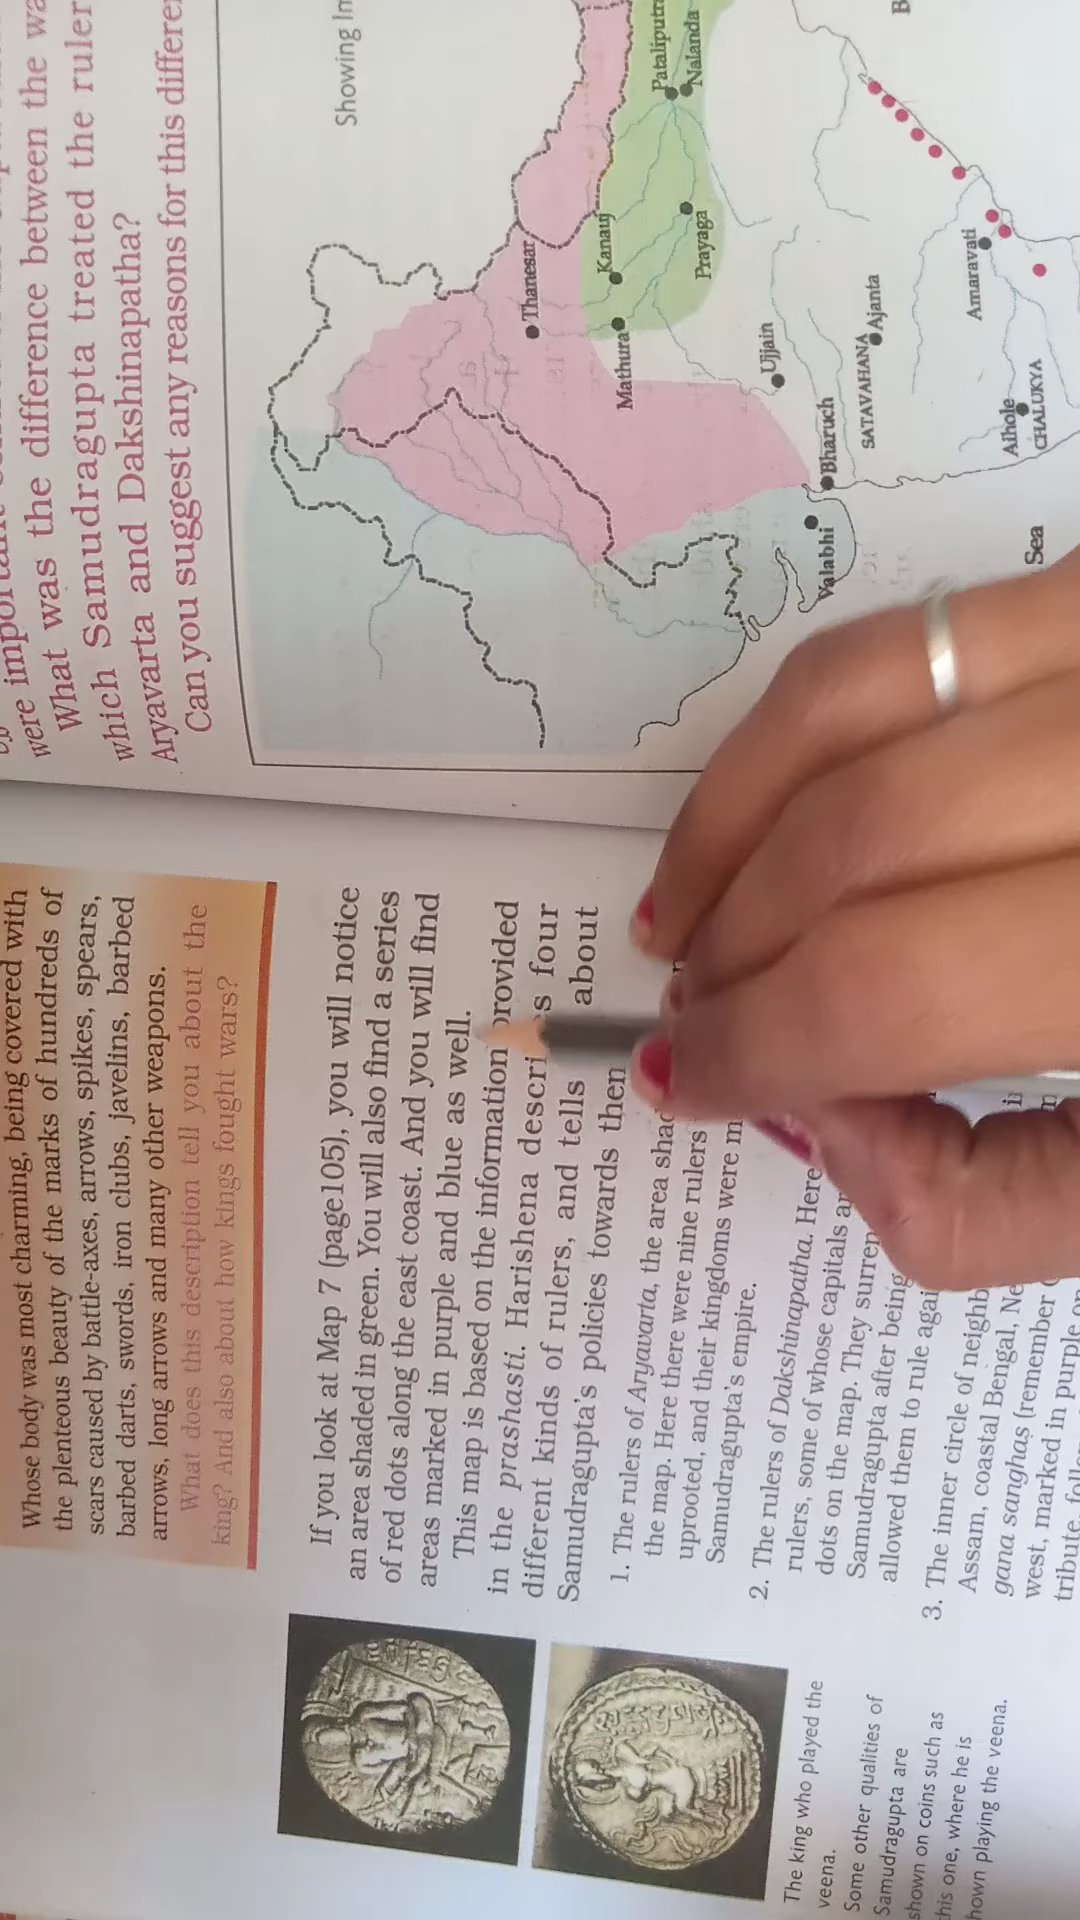 Whose body was most charming, being covered with
the plenteous beauty of the marks of hundreds of
scars caused by battle-axes, arrows, spikes, spears,
barbed darts, swords, iron clubs, javelins, barbed
arrows, long arrows and many other weapons.
What does this description tell you about the
king? And also about how kings fought wars?
If you look at Map 7 (page105), you will notice
an area shaded in green. You will also find a series
of red dots along the east coast. And you will find
areas marked in purple and blue as well.
This map is based on the information provided
in the prashasti. Harishena descri s four
different kinds of rulers, and tells about
Samudragupta's policies towards them
1. The rulers of Aryavarta, the area shad
the map. Here there were nine rulers
uprooted, and their kingdoms were m
Samudragupta's empire.
2. The rulers of Dakshinapatha. Here
rulers, some of whose capitals ar
dots on the map. They surren
Samudragupta after being
allowed them to rule agai
3. The inner circle of neighb
Assam, coastal Bengal, Ne
gana sanghas (remember
west, marked in purple on
tribute, foll
The king who played the
veena.
Some other qualities of
Samudragupta are
shown on coins such as
this one, where he is
hown playing the veena.
were important
What was the difference between the wa
which Samudragupta treated the ruler
Aryavarta and Dakshinapatha?
Can you suggest any reasons for this differe
Showing Im
Pataliputra
Nalanda
Kanauj
Thanesar
Prayaga
Mathura
Ujjain
Amaravati
Ajanta
SATAVAHANA
Bharuch
Aihole
CHALUKYA
Valabhi
Sea
B